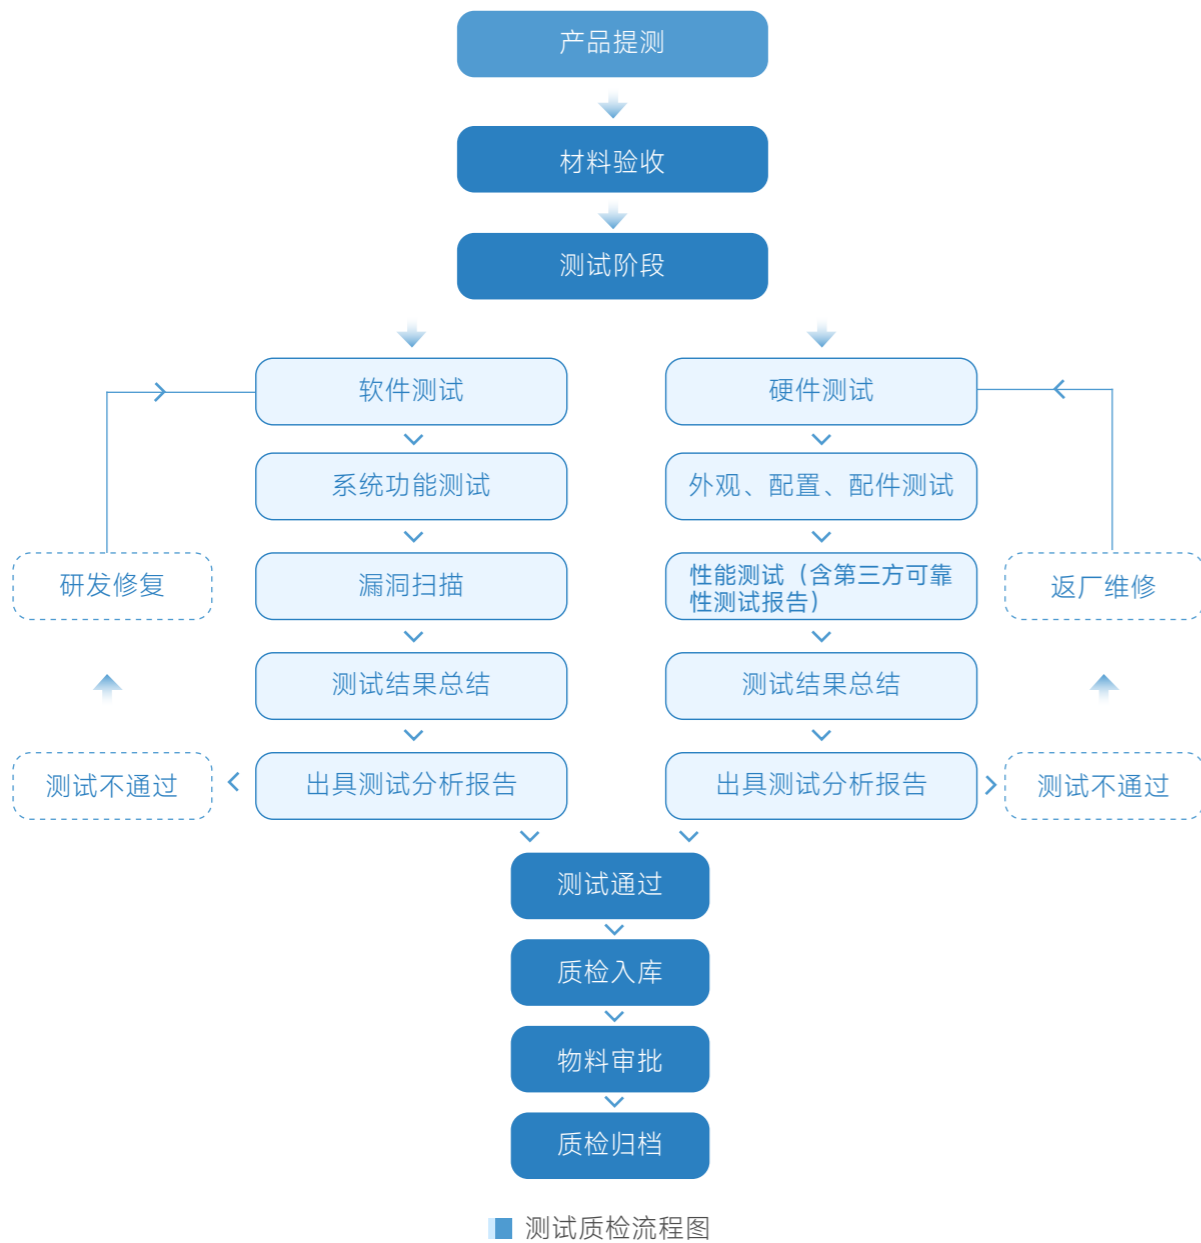 产品提测
材料验收
测试阶段
软件测试
硬件测试
系统功能测试
外观、配置、配件测试
研发修复
漏洞扫描
性能测试（含第三方可靠
性测试报告）
返厂维修
测试结果总结
测试结果总结
测试不通过
出具测试分析报告
出具测试分析报告
测试不通过
测试通过
质检入库
物料审批
质检归档
测试质检流程图